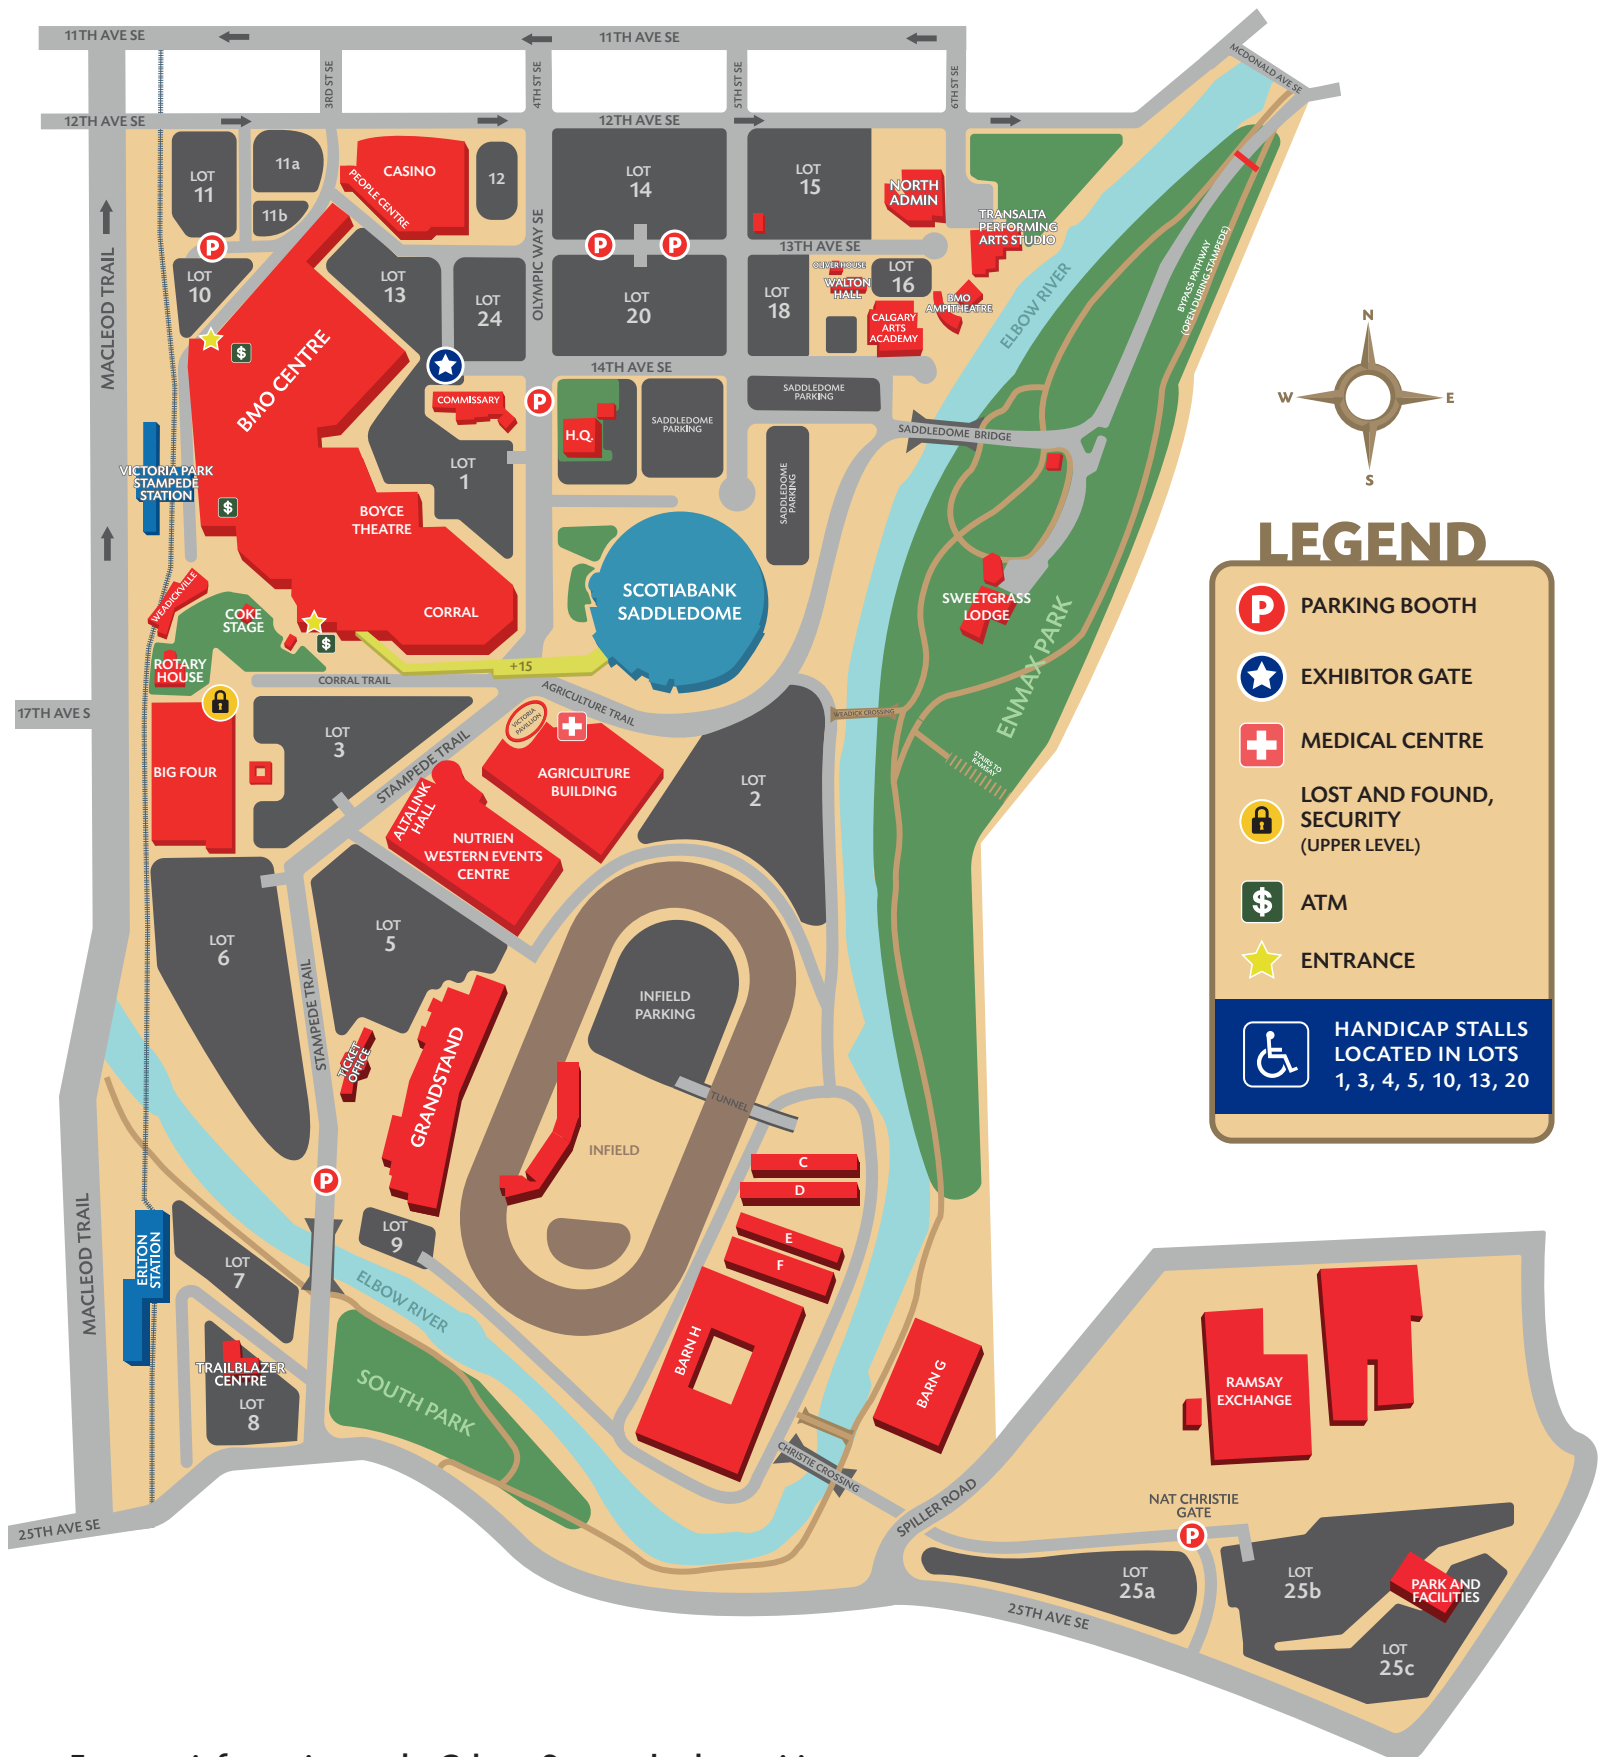 11TH AVE SE
11TH AVE SE
3RD ST SE
4TH ST SE
5TH ST SE
6TH ST SE
MCDONALD AVE SE
12TH AVE SE
12TH AVE SE
LOT
11
11a
11b
CASINO
PEOPLE CENTRE
12
LOT
14
LOT
15
NORTH
ADMIN
TRANSALTA
PERFORMING
ARTS STUDIO
P
P
P
13TH AVE SE
MACLEOD TRAIL
LOT
10
LOT
13
LOT
24
OLYMPIC WAY SE
LOT
20
LOT
18
OLIVER HOUSE
WALTON
HALL
LOT
16
BMO
AMPITHEATRE
CALGARY
ARTS
ACADEMY
ELBOW RIVER
BYPASS PATHWAY
(OPEN DURING STAMPEDE)
$
BMO CENTRE
14TH AVE SE
COMMISSARY
P
H.Q.
SADDLEDOME
PARKING
SADDLEDOME
PARKING
SADDLEDOME
PARKING
SADDLEDOME BRIDGE
N
W
E
S
VICTORIA PARK
STAMPEDE
STATION
LOT
1
$
BOYCE
THEATRE
WEADICKVILLE
COKE
STAGE
CORRAL
$
SCOTIABANK
SADDLEDOME
SWEETGRASS
LODGE
ENMAX PARK
ROTARY
HOUSE
+15
CORRAL TRAIL
AGRICULTURE TRAIL
17TH AVE S
LOT
3
VICTORIA
PAVILLION
WEADICK CROSSING
STAIRS TO
RAMSAY
STAMPEDE TRAIL
BIG FOUR
AGRICULTURE
BUILDING
LOT
2
ALTALINK
HALL
NUTRIEN
WESTERN EVENTS
CENTRE
LOT
6
LOT
5
STAMPEDE TRAIL
INFIELD
PARKING
TICKET
OFFICE
GRANDSTAND
TUNNEL
INFIELD
P
C
D
E
F
MACLEOD TRAIL
ERLTON
STATION
LOT
7
LOT
9
ELBOW RIVER
TRAILBLAZER
CENTRE
LOT
8
SOUTH PARK
BARN H
BARN G
CHRISTIE CROSSING
SPILLER ROAD
25TH AVE SE
25TH AVE SE
RAMSAY
EXCHANGE
NAT CHRISTIE
GATE
P
LOT
25a
LOT
25b
PARK AND
FACILITIES
LOT
25c
LEGEND
P PARKING BOOTH
EXHIBITOR GATE
MEDICAL CENTRE
LOST AND FOUND,
SECURITY
(UPPER LEVEL)
$ ATM
ENTRANCE
HANDICAP STALLS
LOCATED IN LOTS
1, 3, 4, 5, 10, 13, 20